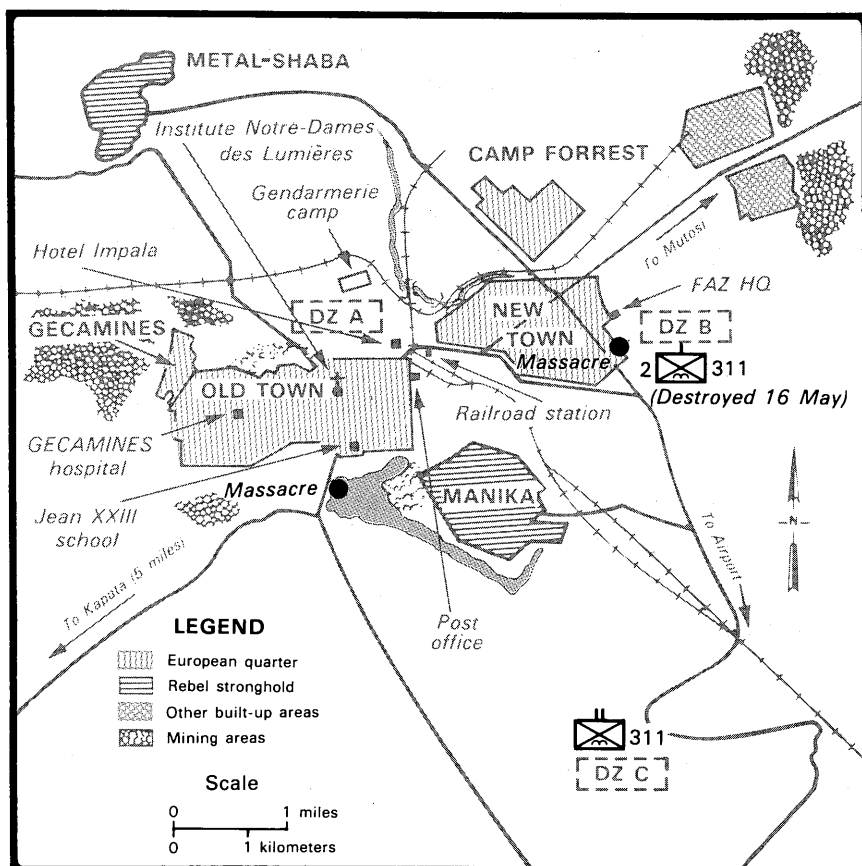 METAL-SHABA
Institute Notre-Dames
des Lumières
Gendarmerie
camp
CAMP FORREST
To Mutosi
Hotel Impala
FAZ HQ
GECAMINES
DZ A
NEW
TOWN
DZ B
Massacre
2
311
(Destroyed 16 May)
OLD TOWN
Railroad station
GECAMINES
hospital
Massacre
MANIKA
Jean XXIII
school
N
To Airport
To Kaputa (5 miles)
Post
office
LEGEND
European quarter
Rebel stronghold
Other built-up areas
Mining areas
311
DZ C
Scale
0 1 miles
0 1 kilometers